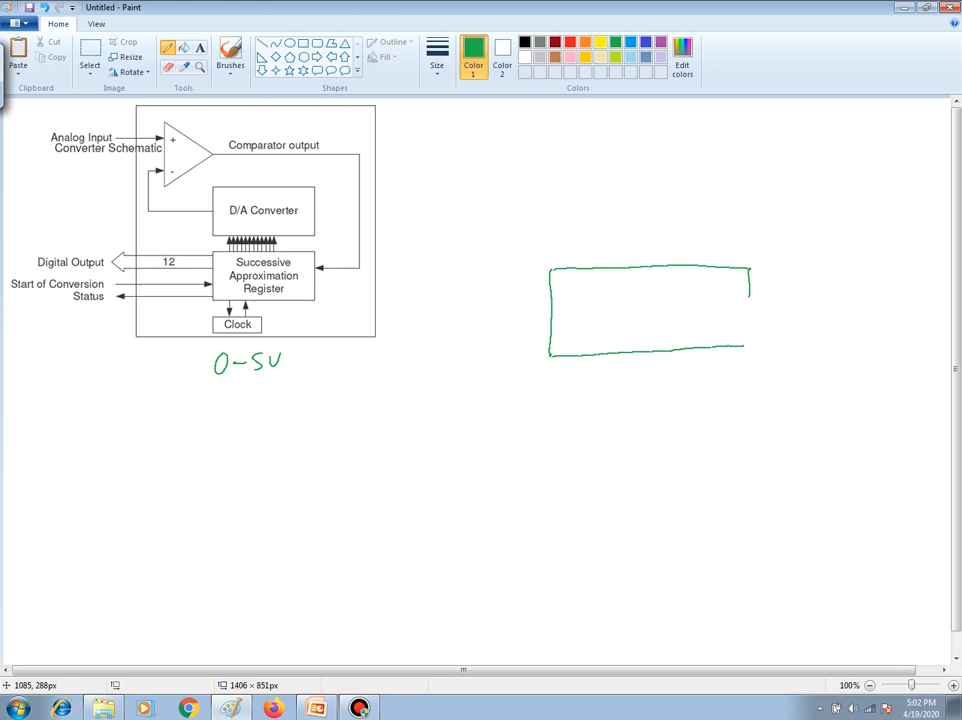 Untitled - Paint
Home
View
Paste
Cut
Copy
Clipboard
Select
Crop
Resize
Rotate
Image
Tools
Brushes
Shapes
Outline
Fill
Size
Color 1
Color 2
Edit colors
Colors
Analog Input
Converter Schematic
+
-
Comparator output
D/A Converter
Digital Output
12
Successive
Approximation
Register
Start of Conversion
Status
Clock
0-5V
1085, 288px
1406 × 851px
100%
5:02 PM
4/19/2020